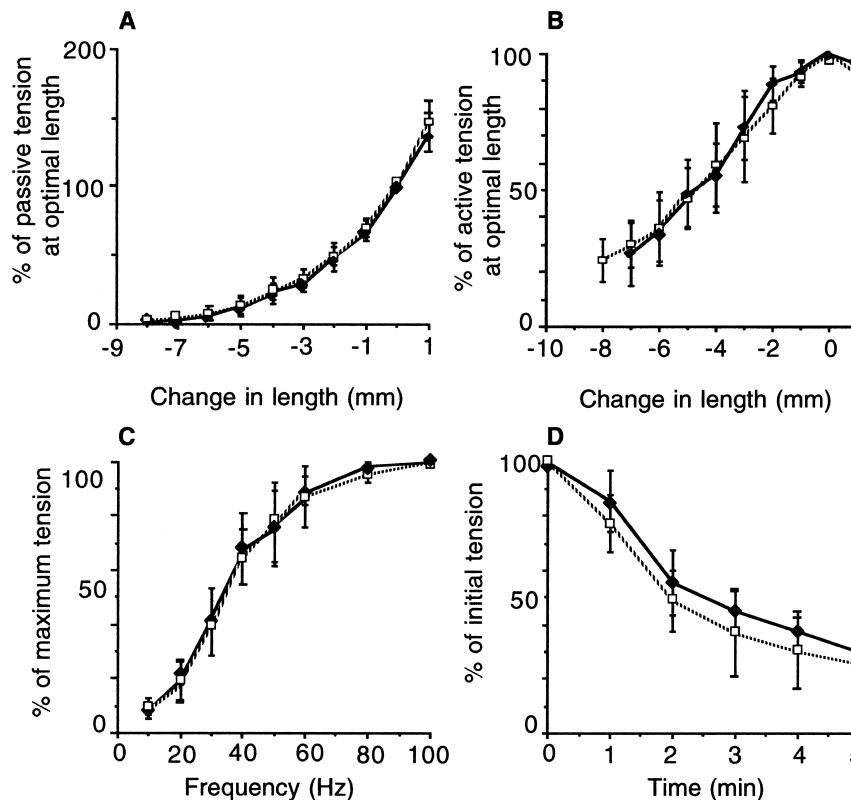 A
% of passive tension
at optimal length
200
100
0
-9 -7 -5 -3 -1 1
Change in length (mm)
B
% of active tension
at optimal length
100
50
0
-10 -8 -6 -4 -2 0
Change in length (mm)
C
% of maximum tension
100
50
0
0 20 40 60 80 100
Frequency (Hz)
D
% of initial tension
100
50
0
0 1 2 3 4
Time (min)